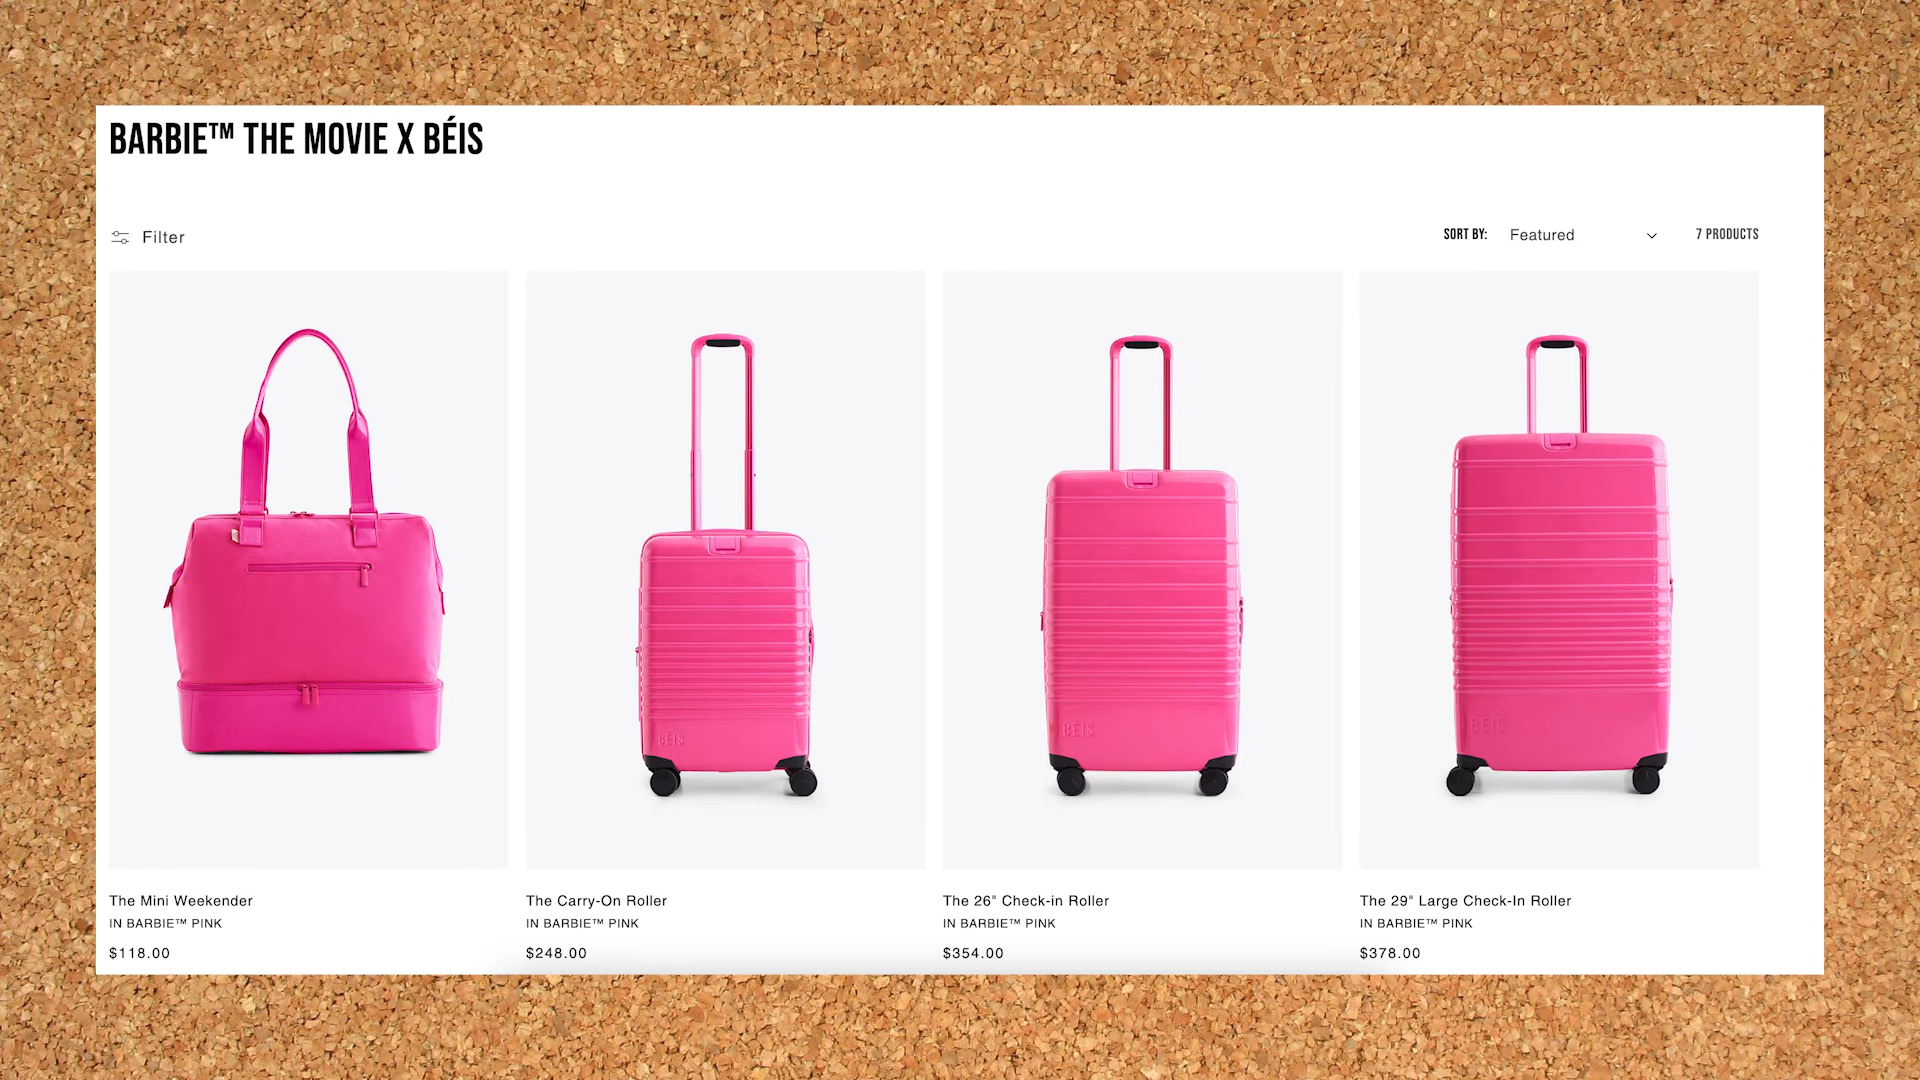 BARBIE™ THE MOVIE X BÉIS
Filter
SORT BY: Featured 7 PRODUCTS
BÉIS
BÉIS
BÉIS
The Mini Weekender
IN BARBIE™ PINK
$118.00
The Carry-On Roller
IN BARBIE™ PINK
$248.00
The 26" Check-in Roller
IN BARBIE™ PINK
$354.00
The 29" Large Check-In Roller
IN BARBIE™ PINK
$378.00